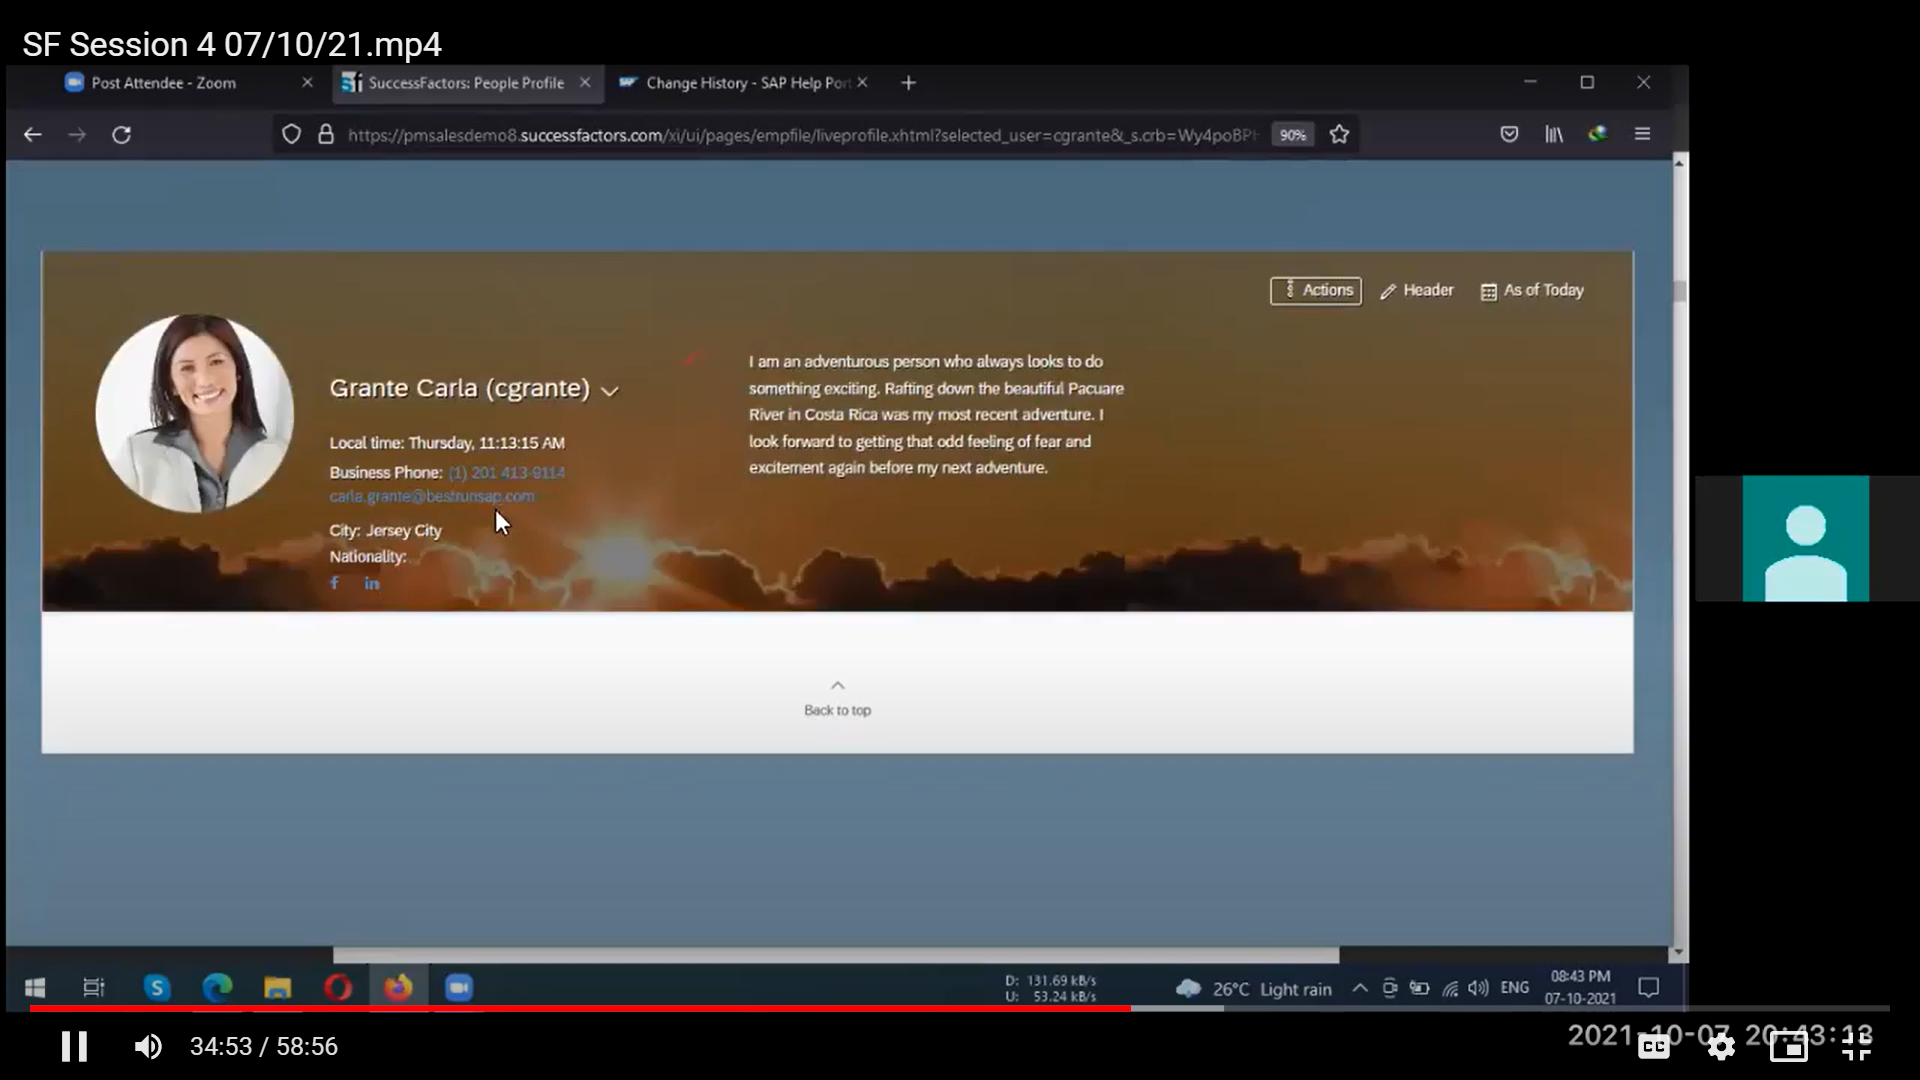 SF Session 4 07/10/21.mp4
Post Attendee - Zoom
SuccessFactors: People Profile
Change History - SAP Help Port
https://pmsalesdemo8.successfactors.com/xi/ui/pages/empfile/liveprofile.xhtml?selected_user=cgrante&_s.crb=Wy4poBPH
90%
Actions
Header
As of Today
Grante Carla (cgrante)
Local time: Thursday, 11:13:15 AM
Business Phone: (1) 201 413-9114
carla.grante@bestrunsap.com
City: Jersey City
Nationality:
f in
I am an adventurous person who always looks to do
something exciting. Rafting down the beautiful Pacuare
River in Costa Rica was my most recent adventure. I
look forward to getting that odd feeling of fear and
excitement again before my next adventure.
Back to top
D: 131.69 kB/s
U: 53.24 kB/s
26°C Light rain
ENG
08:43 PM
07-10-2021
34:53 / 58:56
2021-10-07 20:43:13
CC